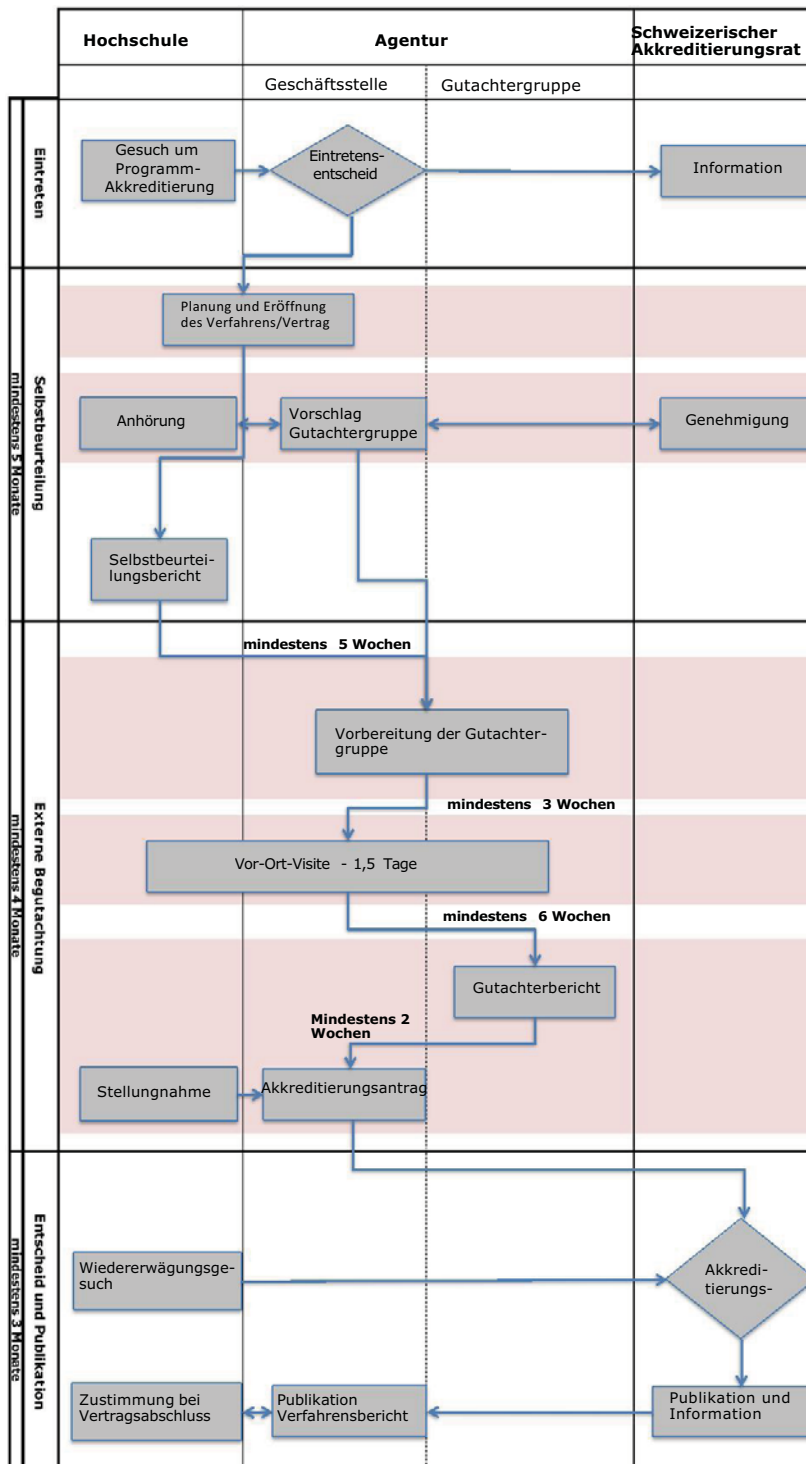 Hochschule
Agentur
Schweizerischer
Akkreditierungsrat
Geschäftsstelle
Gutachtergruppe
Eintreten
Gesuch um
Programm-
Akkreditierung
Eintretens-
entscheid
Information
Selbstbeurteilung
mindestens 5 Monate
Planung und Eröffnung
des Verfahrens/Vertrag
Anhörung
Vorschlag
Gutachtergruppe
Genehmigung
Selbstbeurtei-
lungsbericht
Externe Begutachtung
mindestens 4 Monate
mindestens 5 Wochen
Vorbereitung der Gutachter-
gruppe
mindestens 3 Wochen
Vor-Ort-Visite - 1,5 Tage
mindestens 6 Wochen
Gutachterbericht
Mindestens 2
Wochen
Stellungnahme
Akkreditierungsantrag
Entscheid und Publikation
mindestens 3 Monate
Wiedererwägungsge-
such
Akkredi-
tierungs-
Zustimmung bei
Vertragsabschluss
Publikation
Verfahrensbericht
Publikation und
Information